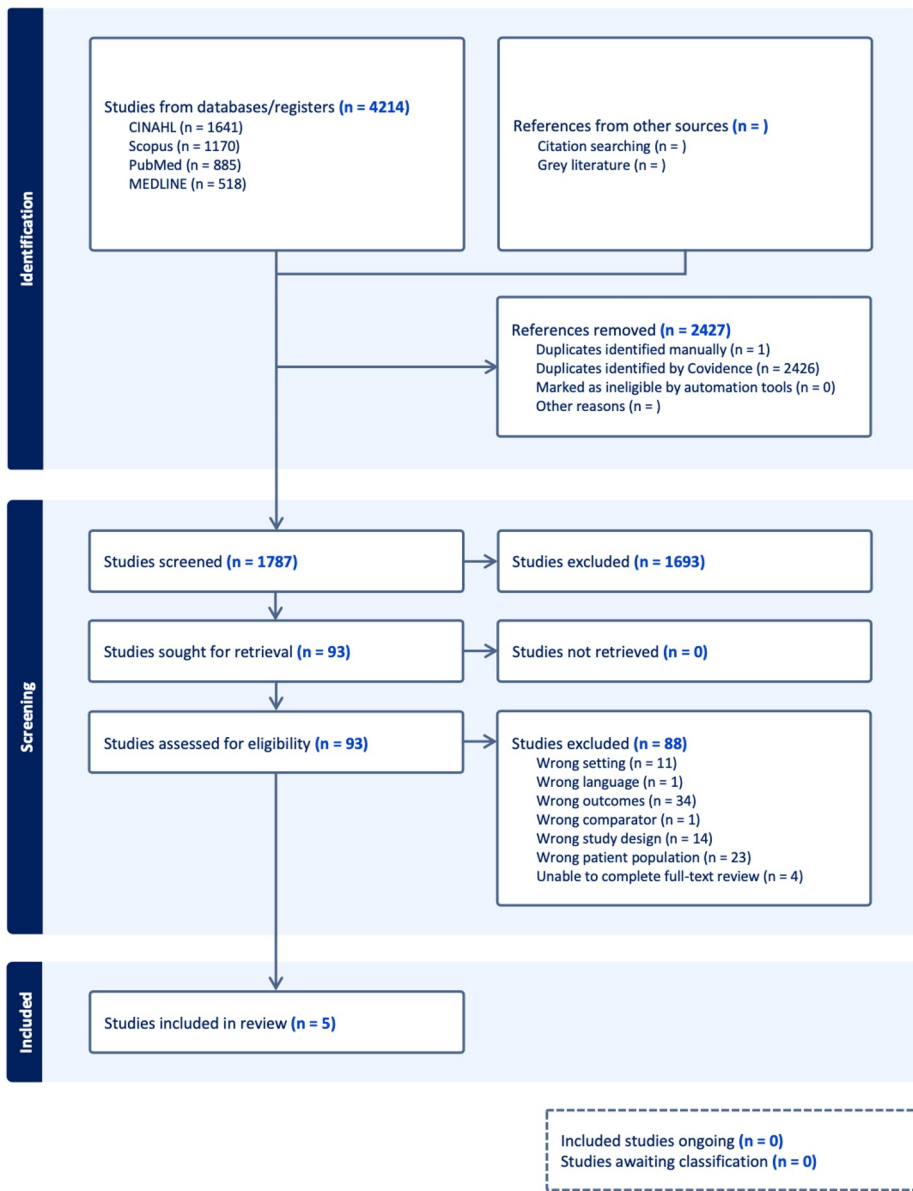 Identification
Studies from databases/registers (n = 4214)
CINAHL (n = 1641)
Scopus (n = 1170)
PubMed (n = 885)
MEDLINE (n = 518)
References from other sources (n = )
Citation searching (n = )
Grey literature (n = )
References removed (n = 2427)
Duplicates identified manually (n = 1)
Duplicates identified by Covidence (n = 2426)
Marked as ineligible by automation tools (n = 0)
Other reasons (n = )
Screening
Studies screened (n = 1787)
Studies excluded (n = 1693)
Studies sought for retrieval (n = 93)
Studies not retrieved (n = 0)
Studies assessed for eligibility (n = 93)
Studies excluded (n = 88)
Wrong setting (n = 11)
Wrong language (n = 1)
Wrong outcomes (n = 34)
Wrong comparator (n = 1)
Wrong study design (n = 14)
Wrong patient population (n = 23)
Unable to complete full-text review (n = 4)
Included
Studies included in review (n = 5)
Included studies ongoing (n = 0)
Studies awaiting classification (n = 0)